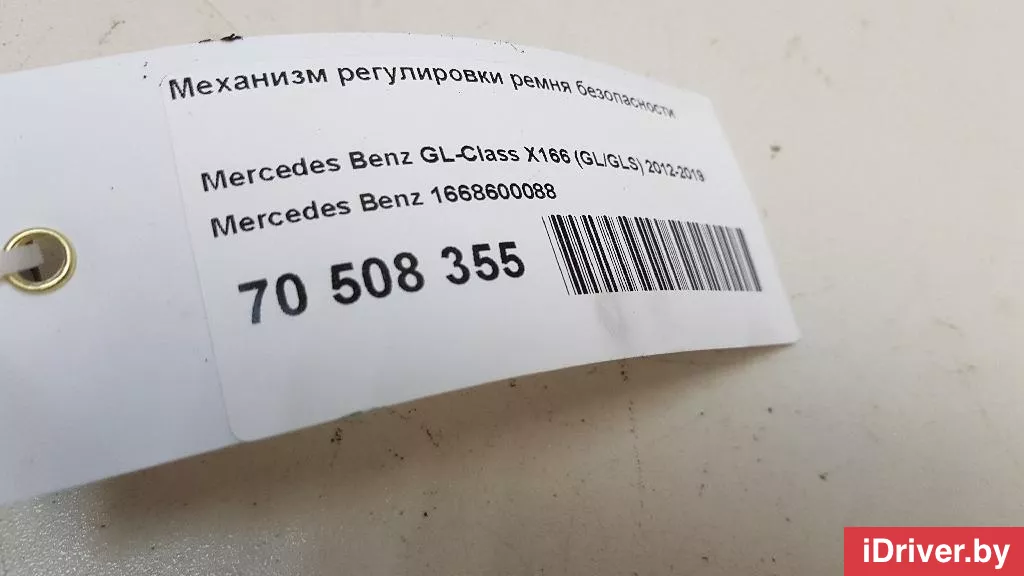 Механизм регулировки ремня безопасности
Mercedes Benz GL-Class X166 (GL/GLS) 2012-2019
Mercedes Benz 1668600088
70 508 355
iDriver.by